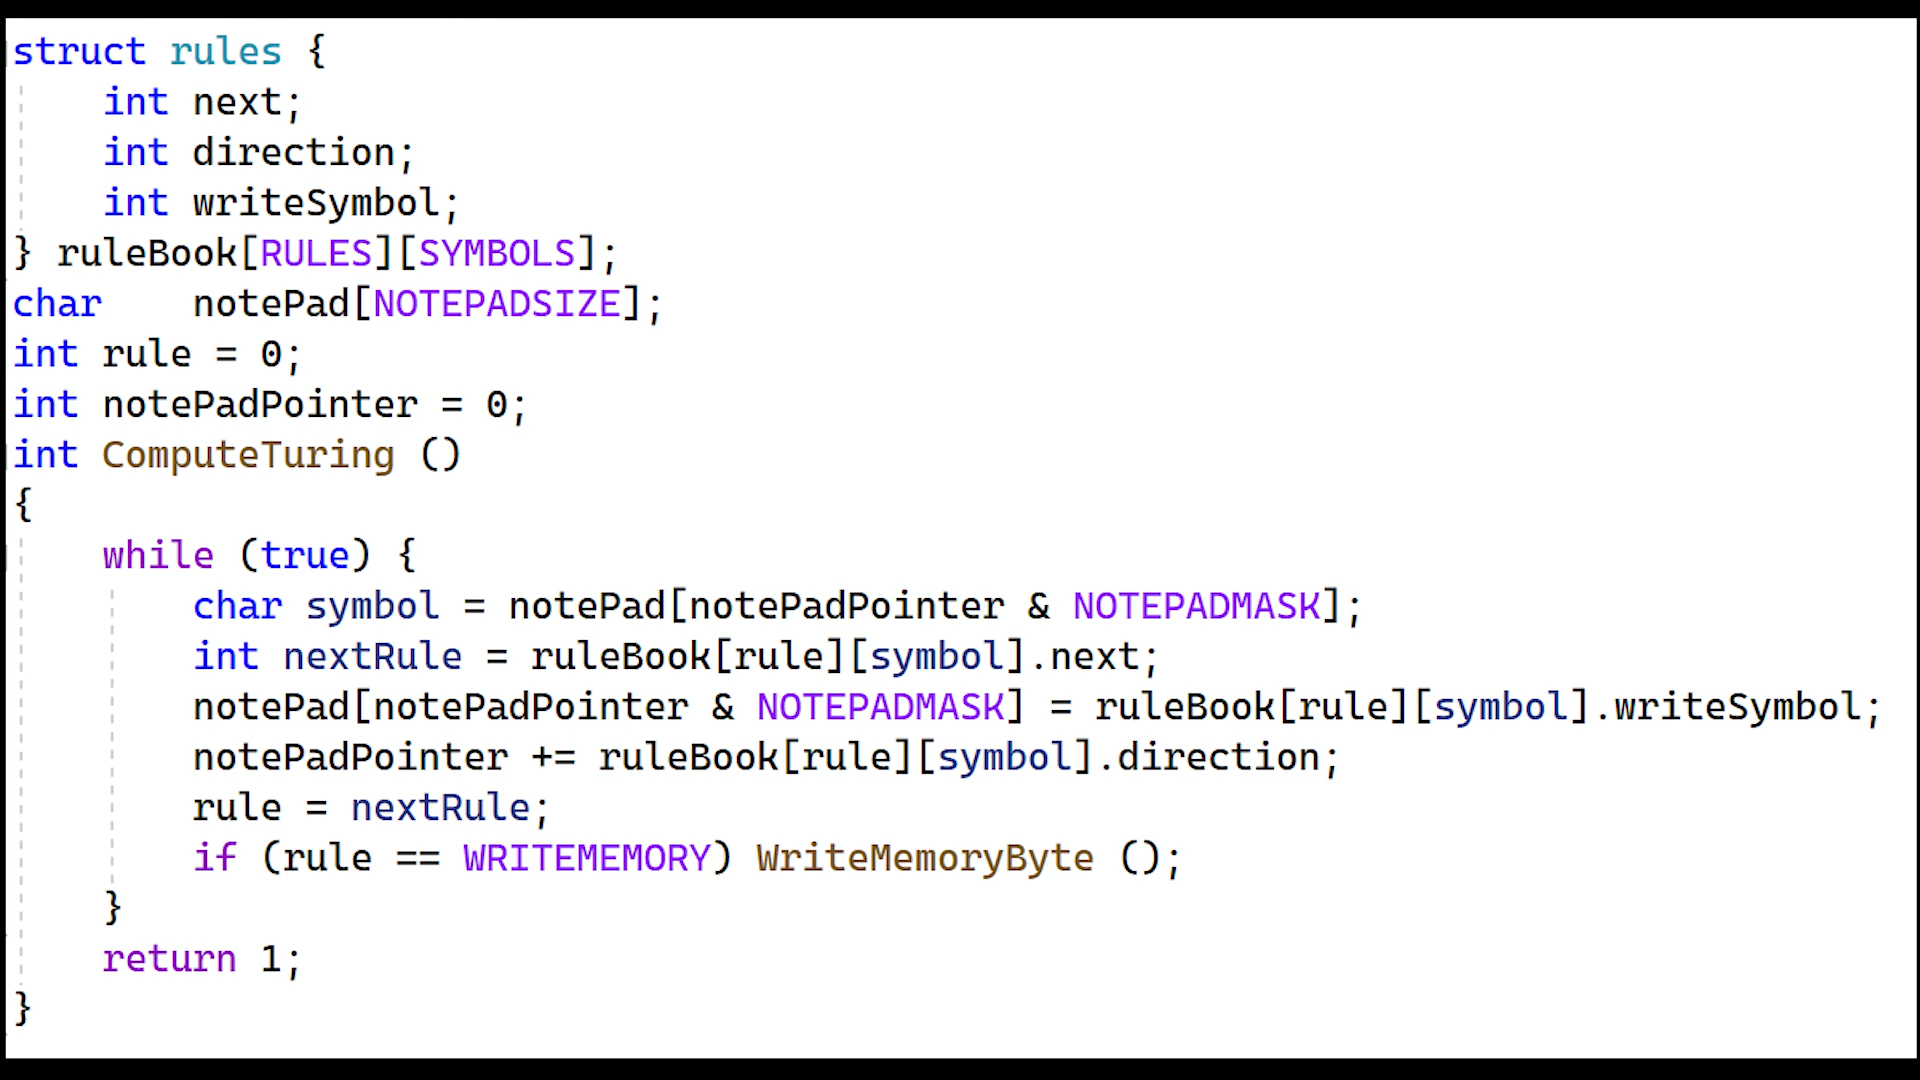 struct rules {
    int next;
    int direction;
    int writeSymbol;
} ruleBook[RULES][SYMBOLS];
char    notePad[NOTEPADSIZE];
int rule = 0;
int notePadPointer = 0;
int ComputeTuring ()
{
    while (true) {
        char symbol = notePad[notePadPointer & NOTEPADMASK];
        int nextRule = ruleBook[rule][symbol].next;
        notePad[notePadPointer & NOTEPADMASK] = ruleBook[rule][symbol].writeSymbol;
        notePadPointer += ruleBook[rule][symbol].direction;
        rule = nextRule;
        if (rule == WRITEMEMORY) WriteMemoryByte ();
    }
    return 1;
}